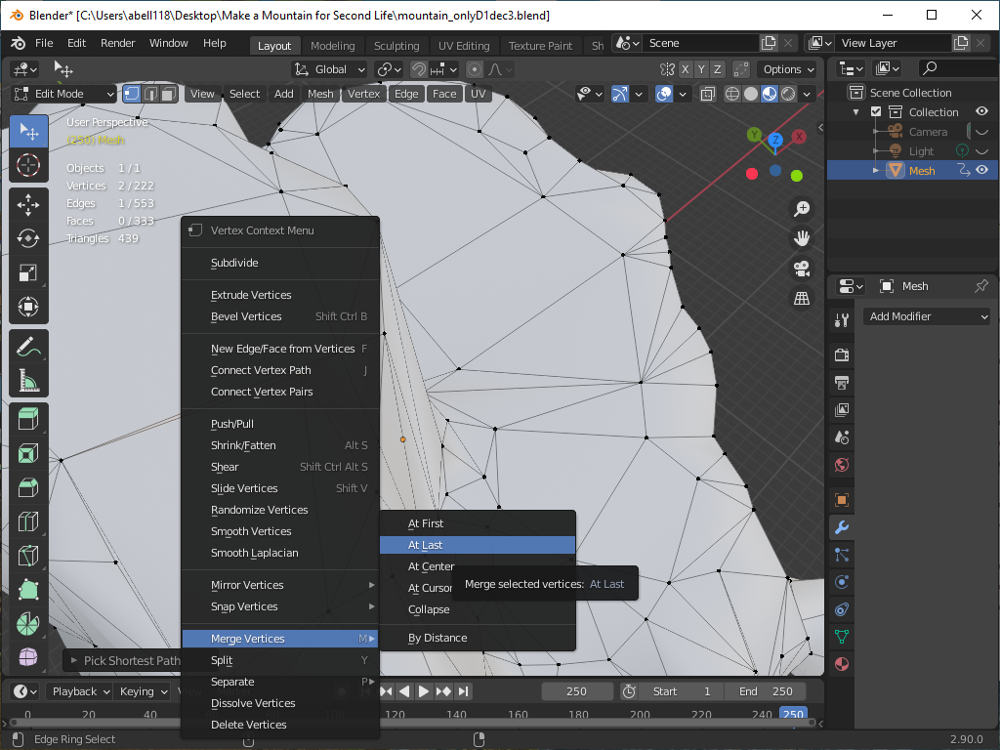 Blender* [C:\Users\abell118\Desktop\Make a Mountain for Second Life\mountain_onlyD1dec3.blend]
File Edit Render Window Help Layout Modeling Sculpting UV Editing Texture Paint Sh Scene View Layer
Global X Y Z Options
Edit Mode View Select Add Mesh Vertex Edge Face UV
User Perspective
(250) Mesh
Objects 1 / 1
Vertices 2 / 222
Edges 1 / 553
Faces 0 / 333
Triangles 439
Y Z X
Scene Collection
Collection
Camera
Light
Mesh
Mesh
Add Modifier
Vertex Context Menu
Subdivide
Extrude Vertices
Bevel Vertices Shift Ctrl B
New Edge/Face from Vertices F
Connect Vertex Path J
Connect Vertex Pairs
Push/Pull
Shrink/Fatten Alt S
Shear Shift Ctrl Alt S
Slide Vertices Shift V
Randomize Vertices
Smooth Vertices
Smooth Laplacian
Mirror Vertices
Snap Vertices
Merge Vertices M
Split Y
Separate P
Dissolve Vertices
Delete Vertices
At First
At Last
At Center
At Cursor
Collapse
By Distance
Merge selected vertices: At Last
Pick Shortest Path
Playback Keying 250 Start 1 End 250
0 20 40 120 140 160 180 200 220 240 250
Edge Ring Select 2.90.0